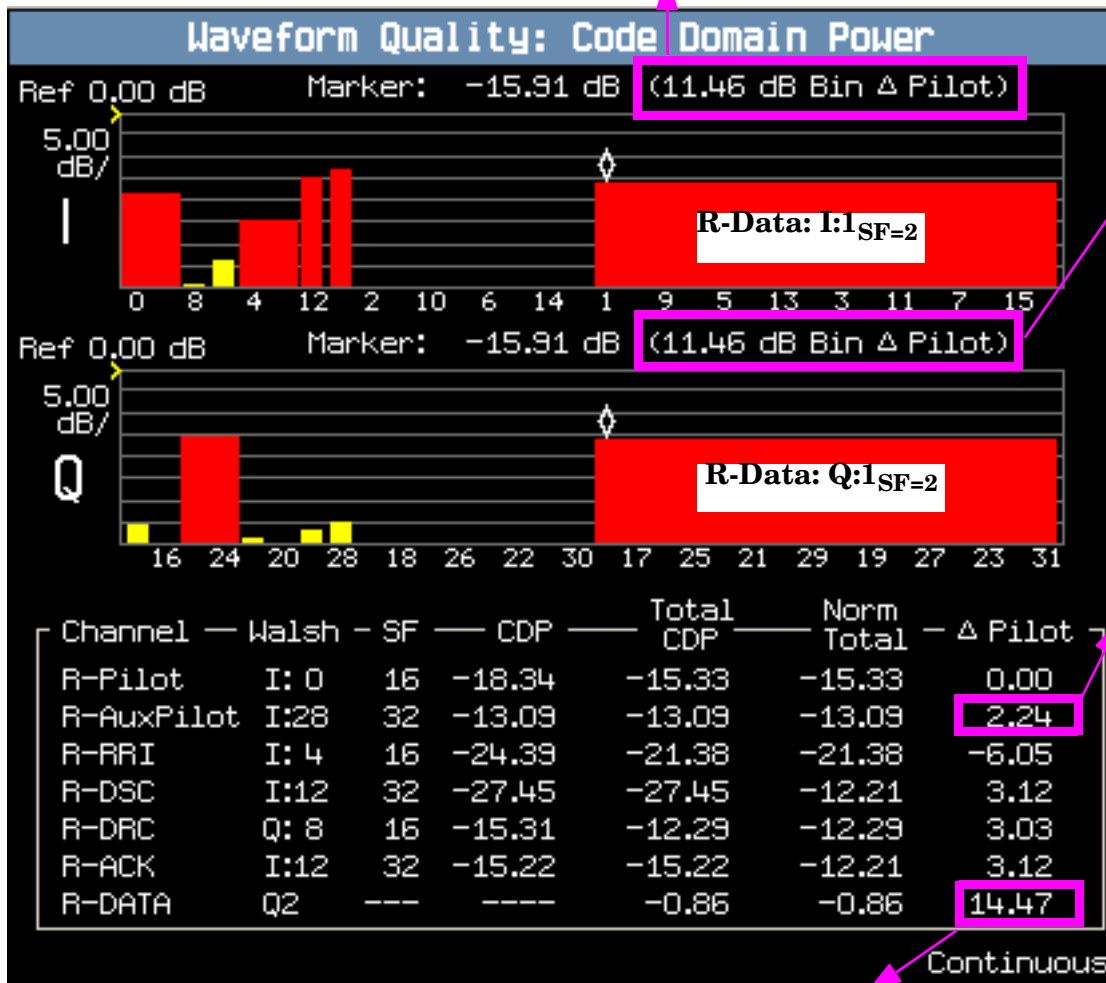 Waveform Quality: Code Domain Power
Ref 0.00 dB Marker: -15.91 dB (11.46 dB Bin Δ Pilot)
5.00
dB/
I
R-Data: I:1SF=2
0 8 4 12 2 10 6 14 1 9 5 13 3 11 7 15
Ref 0.00 dB Marker: -15.91 dB (11.46 dB Bin Δ Pilot)
5.00
dB/
Q
R-Data: Q:1SF=2
16 24 20 28 18 26 22 30 17 25 21 29 19 27 23 31
Channel Walsh SF CDP Total CDP Norm Total Δ Pilot
R-Pilot I: 0 16 -18.34 -15.33 -15.33 0.00
R-AuxPilot I:28 32 -13.09 -13.09 -13.09 2.24
R-RRI I: 4 16 -24.39 -21.38 -21.38 -6.05
R-DSC I:12 32 -27.45 -27.45 -12.21 3.12
R-DRC Q: 8 16 -15.31 -12.29 -12.29 3.03
R-ACK I:12 32 -15.22 -15.22 -12.21 3.12
R-DATA Q2 --- ---- -0.86 -0.86 14.47
Continuous